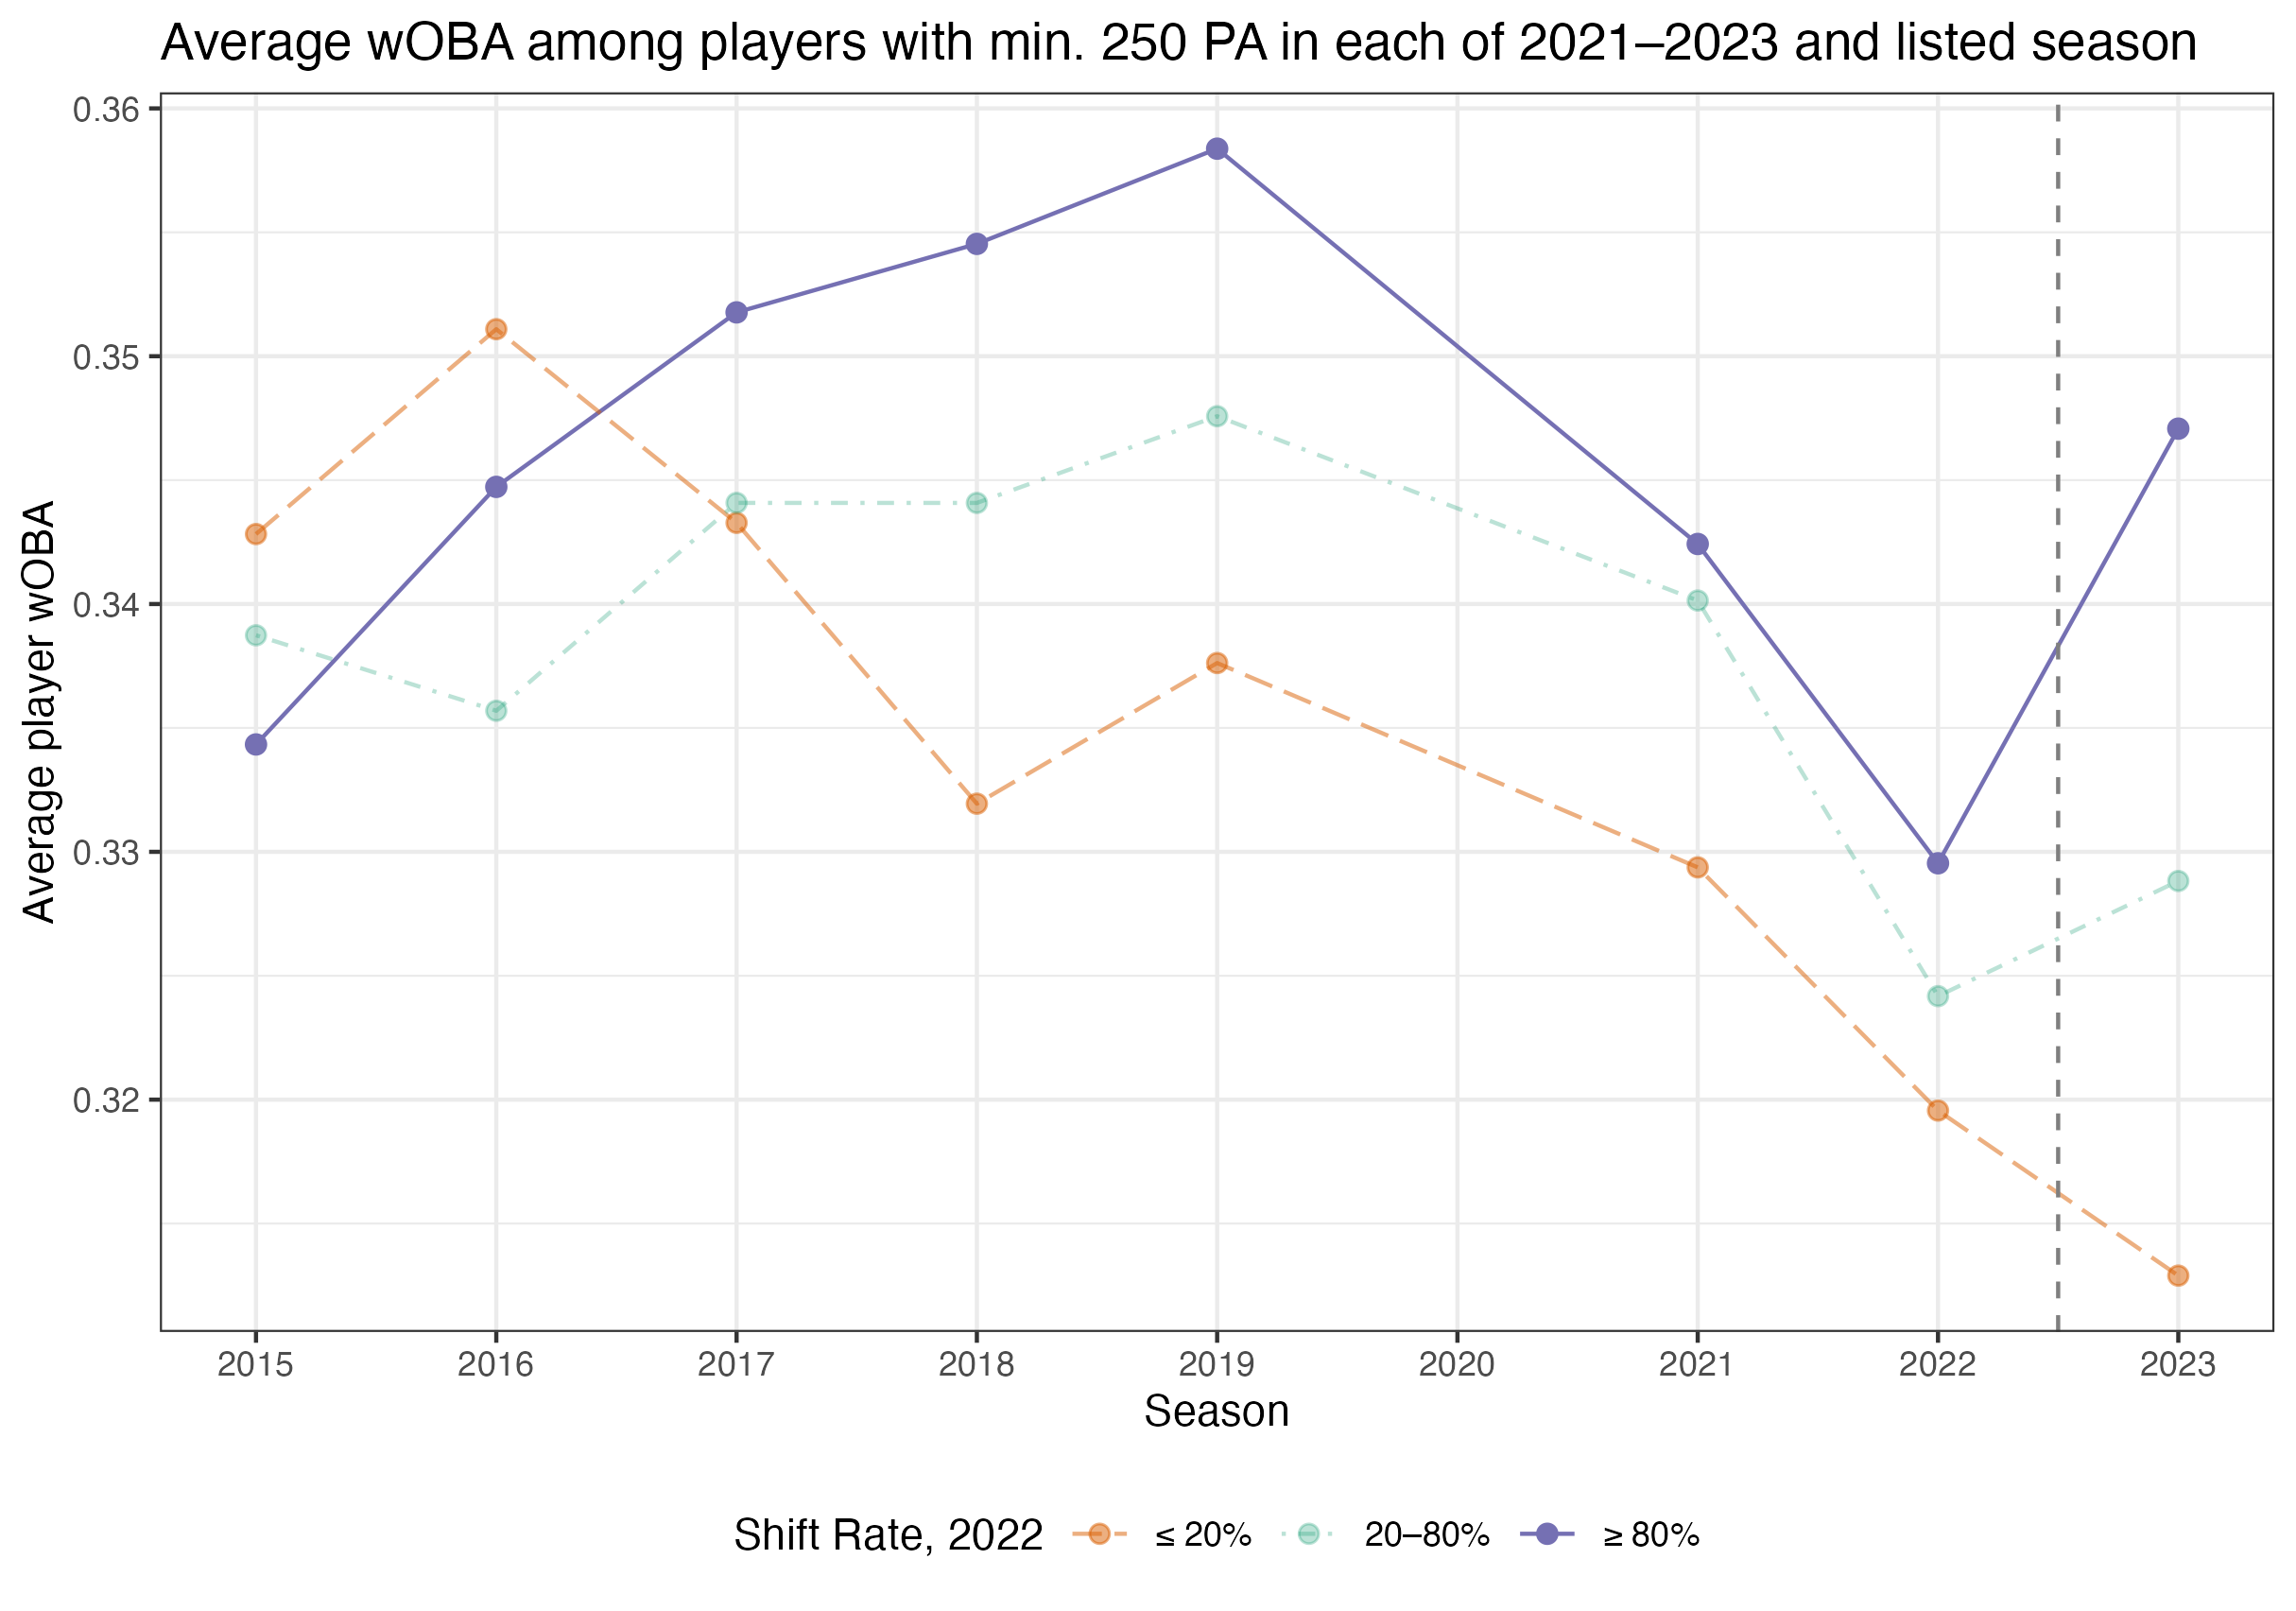 Average wOBA among players with min. 250 PA in each of 2021–2023 and listed season
Average player wOBA
0.36
0.35
0.34
0.33
0.32
2015 2016 2017 2018 2019 2020 2021 2022 2023
Season
Shift Rate, 2022 ≤ 20% 20–80% ≥ 80%